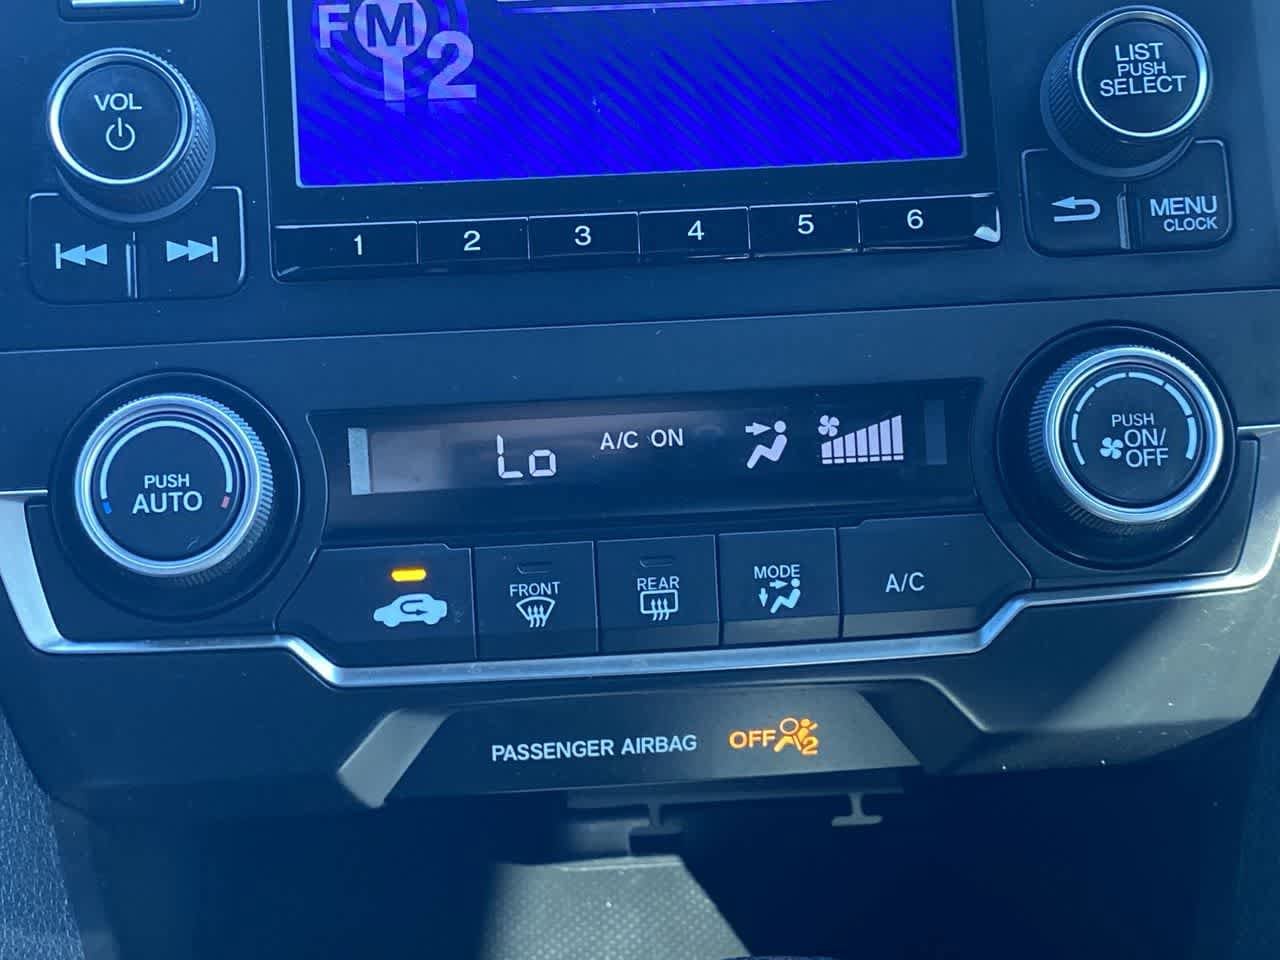 FM
2
VOL
LIST
PUSH
SELECT
1 2 3 4 5 6
MENU
CLOCK
PUSH
AUTO
Lo
A/C ON
PUSH
ON/
OFF
FRONT
REAR
MODE
A/C
PASSENGER AIRBAG
OFF
2